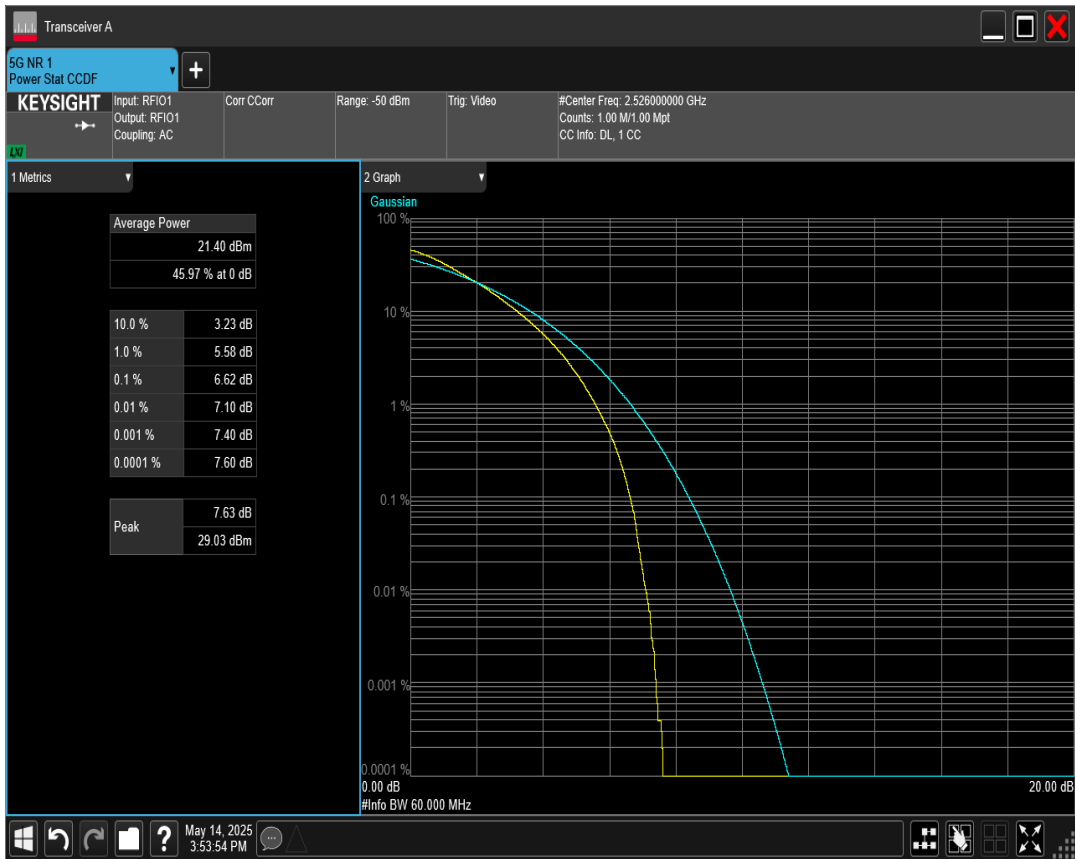 Transceiver A
5G NR 1
Power Stat CCDF
KEYSIGHT
LXI
Input: RFIO1
Output: RFIO1
Coupling: AC
Corr CCorr
Range: -50 dBm
Trig: Video
#Center Freq: 2.526000000 GHz
Counts: 1.00 M/1.00 Mpt
CC Info: DL, 1 CC
1 Metrics
Average Power
21.40 dBm
45.97 % at 0 dB
10.0 % 3.23 dB
1.0 % 5.58 dB
0.1 % 6.62 dB
0.01 % 7.10 dB
0.001 % 7.40 dB
0.0001 % 7.60 dB
Peak
7.63 dB
29.03 dBm
2 Graph
Gaussian
100 %
10 %
1 %
0.1 %
0.01 %
0.001 %
0.0001 %
0.00 dB 20.00 dB
#Info BW 60.000 MHz
?
May 14, 2025
3:53:54 PM